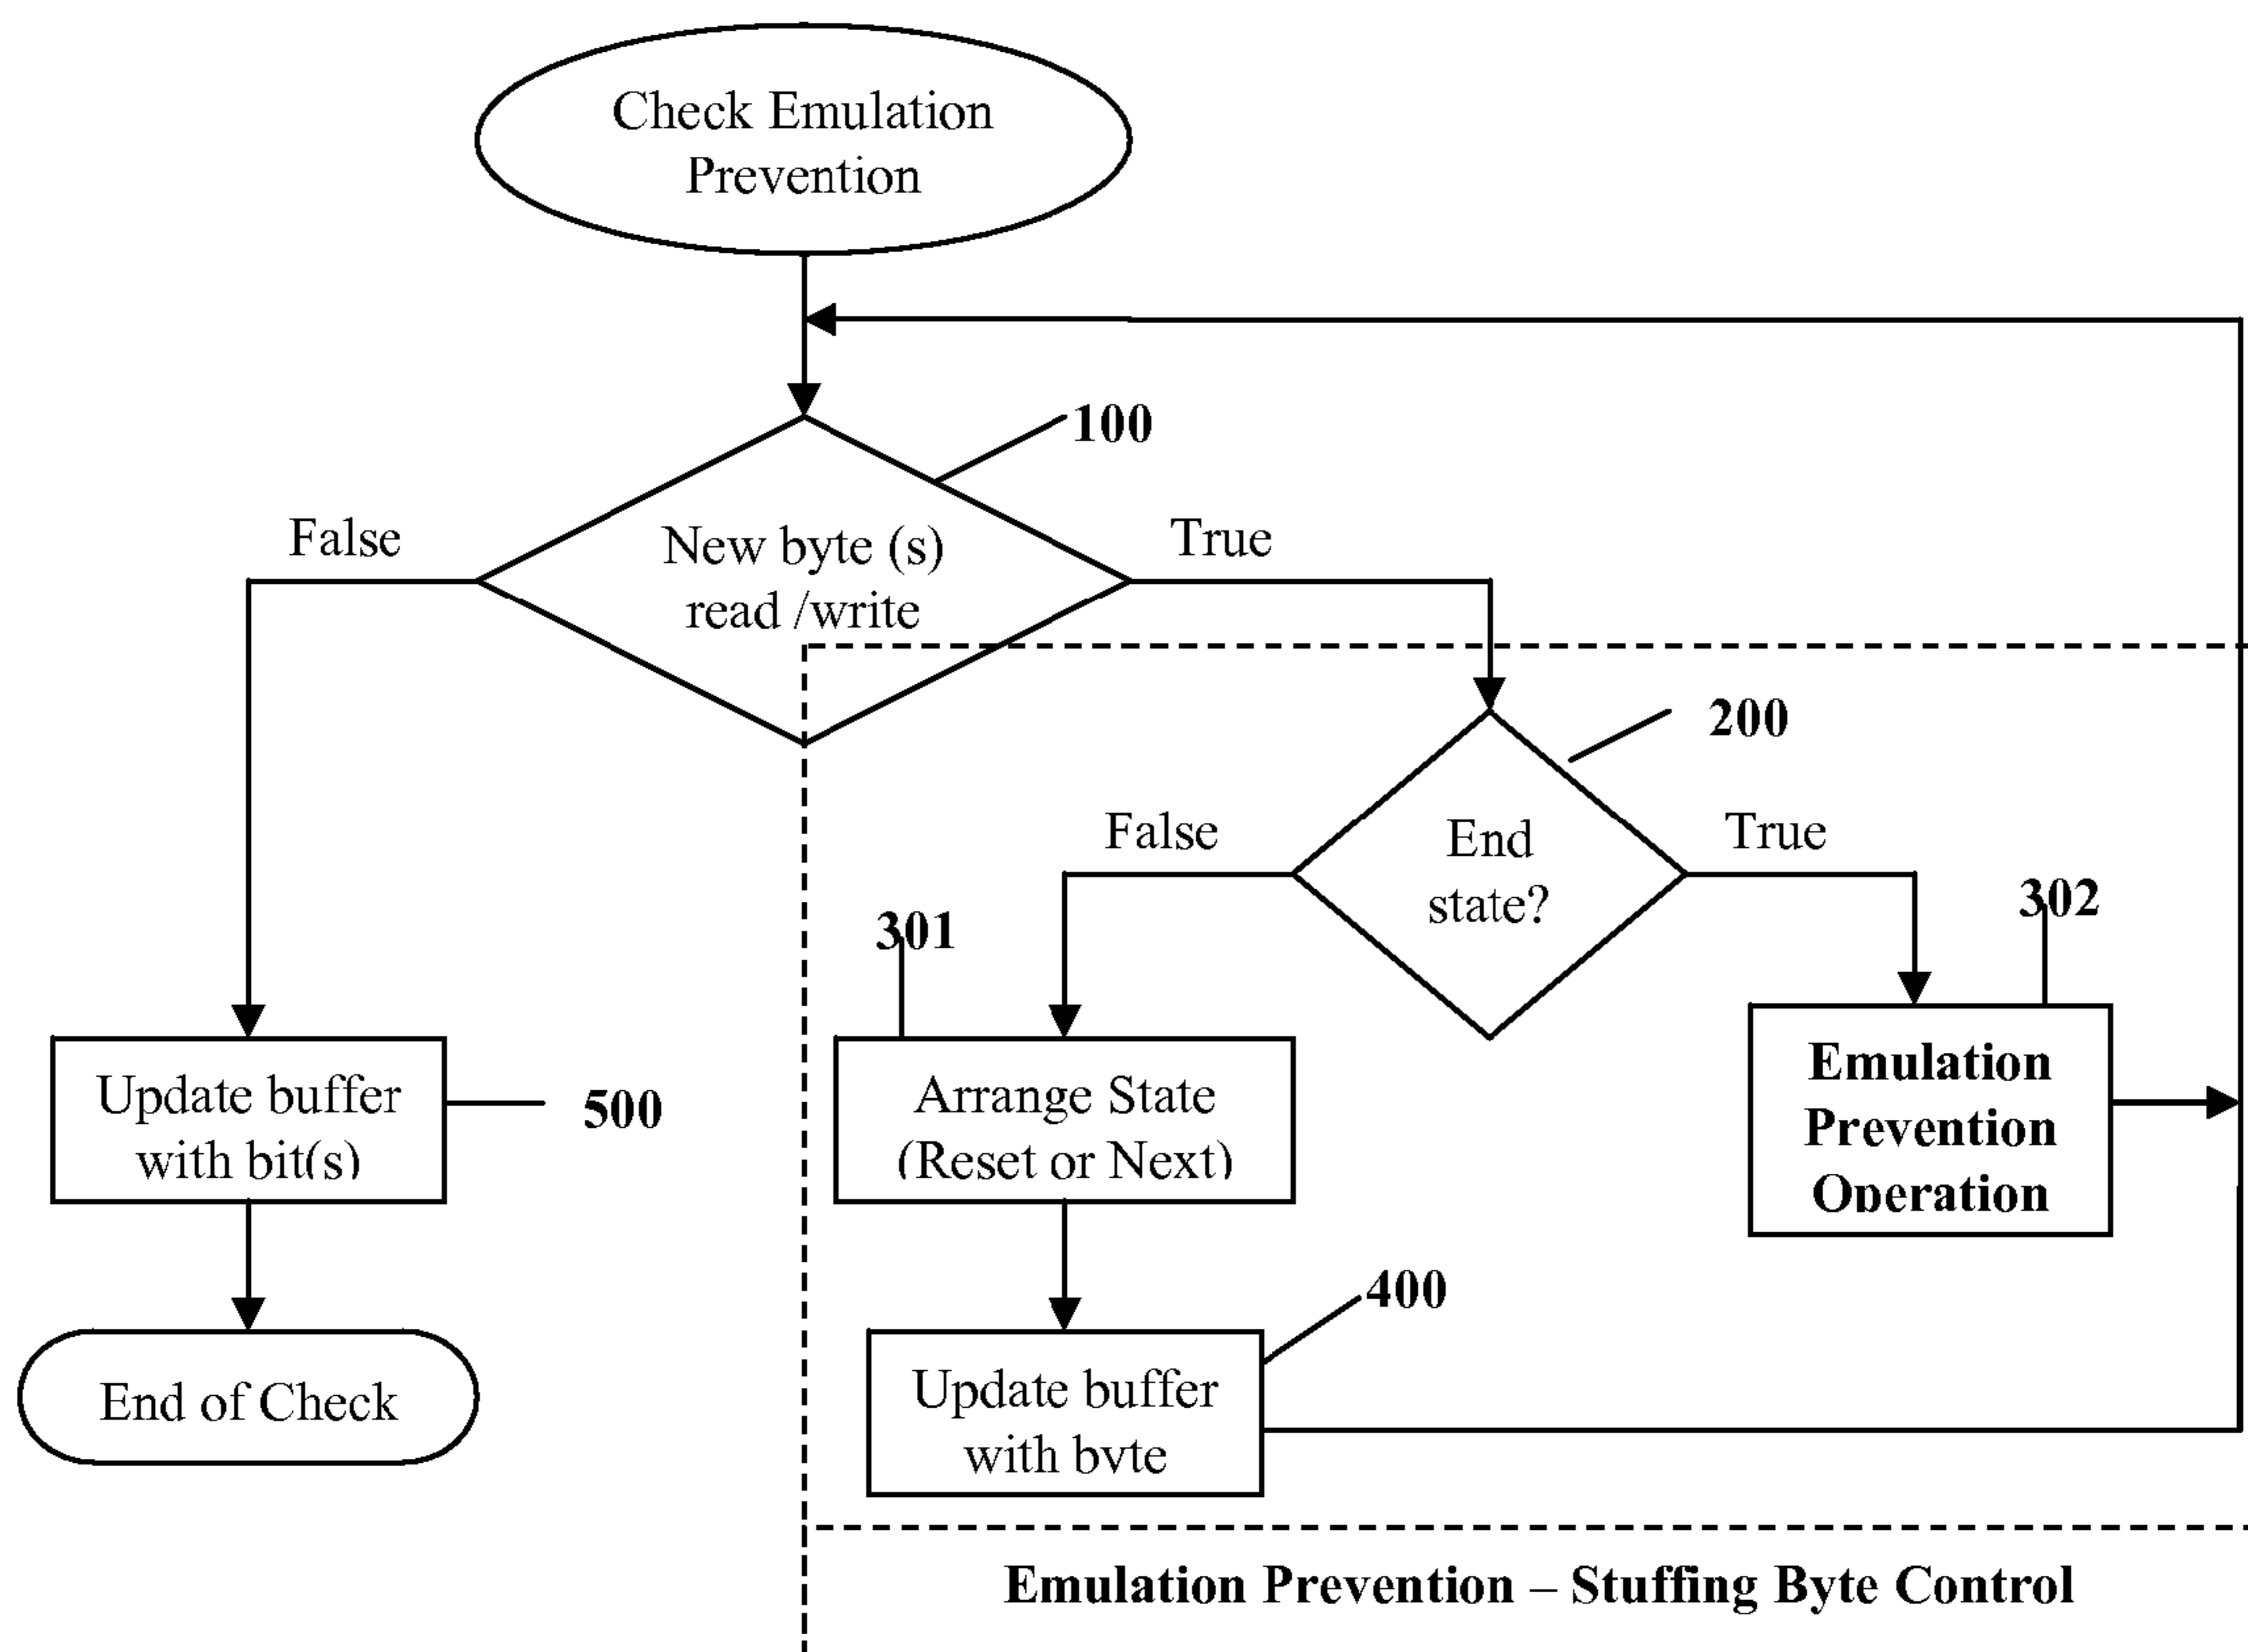 Check Emulation
Prevention
100
False
True
New byte (s)
read /write
200
False
True
End
state?
301
302
Update buffer
with bit(s)
500
Arrange State
(Reset or Next)
Emulation
Prevention
Operation
400
End of Check
Update buffer
with byte
Emulation Prevention – Stuffing Byte Control